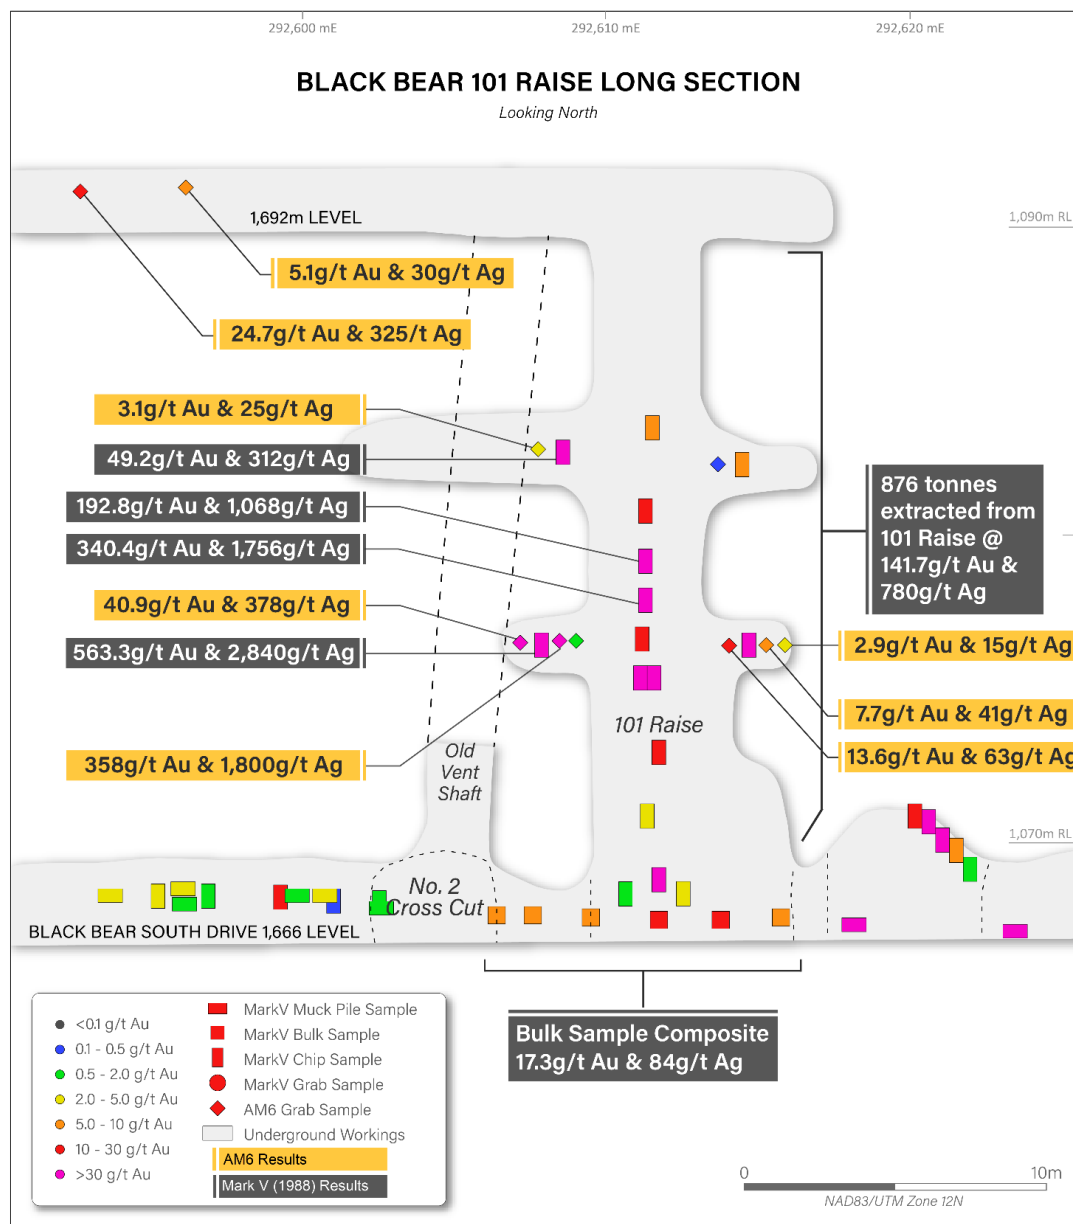 292,600 mE
292,610 mE
292,620 mE
BLACK BEAR 101 RAISE LONG SECTION
Looking North
1,692m LEVEL
1,090m RL
5.1g/t Au & 30g/t Ag
24.7g/t Au & 325/t Ag
3.1g/t Au & 25g/t Ag
49.2g/t Au & 312g/t Ag
192.8g/t Au & 1,068g/t Ag
340.4g/t Au & 1,756g/t Ag
40.9g/t Au & 378g/t Ag
563.3g/t Au & 2,840g/t Ag
358g/t Au & 1,800g/t Ag
876 tonnes
extracted from
101 Raise @
141.7g/t Au &
780g/t Ag
2.9g/t Au & 15g/t Ag
7.7g/t Au & 41g/t Ag
13.6g/t Au & 63g/t Ag
101 Raise
Old
Vent
Shaft
1,070m RL
No. 2
Cross Cut
BLACK BEAR SOUTH DRIVE 1,666 LEVEL
Bulk Sample Composite
17.3g/t Au & 84g/t Ag
<0.1 g/t Au
0.1 - 0.5 g/t Au
0.5 - 2.0 g/t Au
2.0 - 5.0 g/t Au
5.0 - 10 g/t Au
10 - 30 g/t Au
>30 g/t Au
MarkV Muck Pile Sample
MarkV Bulk Sample
MarkV Chip Sample
MarkV Grab Sample
AM6 Grab Sample
Underground Workings
AM6 Results
Mark V (1988) Results
0
10m
NAD83/UTM Zone 12N